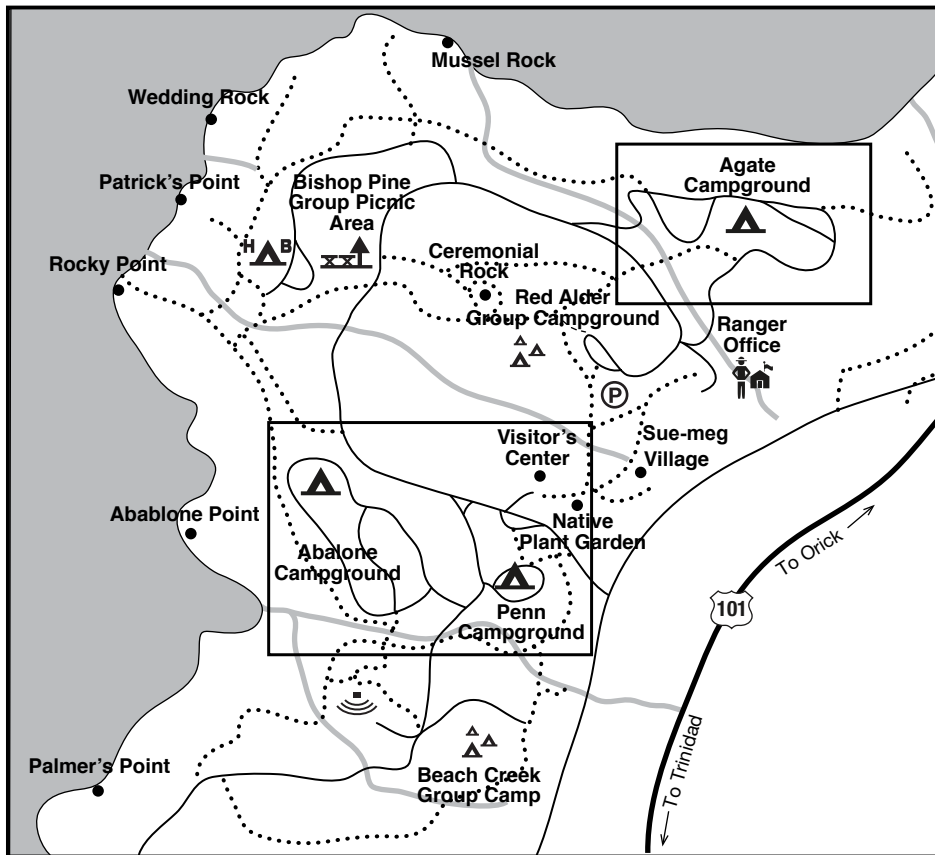 Mussel Rock
Wedding Rock
Agate
Campground
Patrick's Point
Bishop Pine
Group Picnic
Area
H B
Rocky Point
Ceremonial
Rock
Red Alder
Group Campground
Ranger
Office
P
Visitor's
Center
Sue-meg
Village
Abablone Point
Native
Plant Garden
Abalone
Campground
To Orick
101
Penn
Campground
To Trinidad
Palmer's Point
Beach Creek
Group Camp